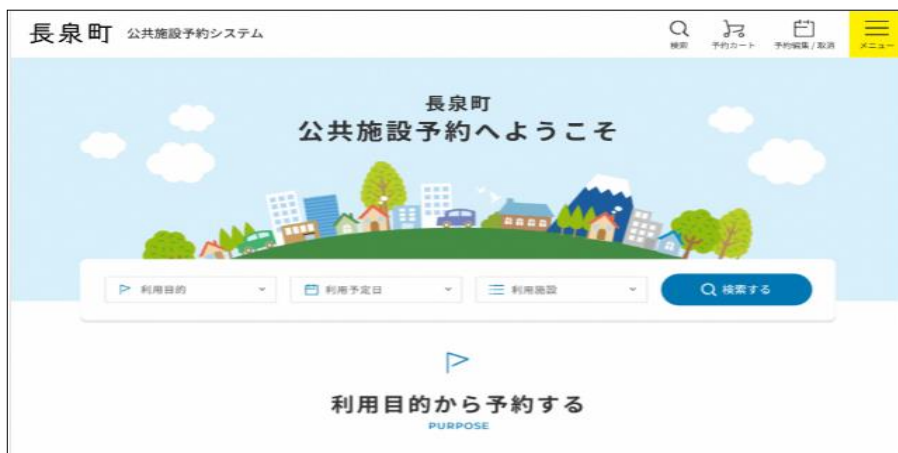 長泉町 公共施設予約システム
検索 予約カート 予約編集/取消 メニュー
長泉町
公共施設予約へようこそ
利用目的 利用予定日 利用施設 検索する
利用目的から予約する
PURPOSE